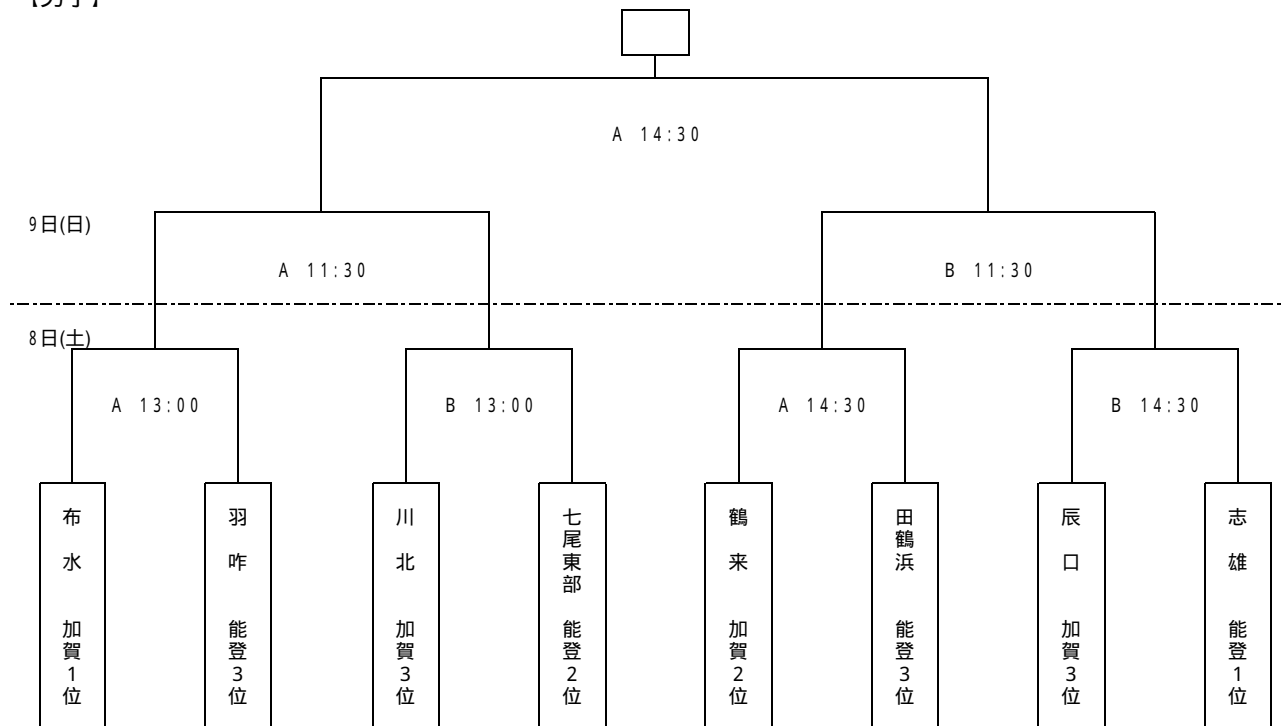 【男子】
A 14:30
9日(日)
A 11:30
B 11:30
8日(土)
A 13:00
B 13:00
A 14:30
B 14:30
布水 加賀1位
羽咋 能登3位
川北 加賀3位
七尾東部 能登2位
鶴来 加賀2位
田鶴浜 能登3位
辰口 加賀3位
志雄 能登1位